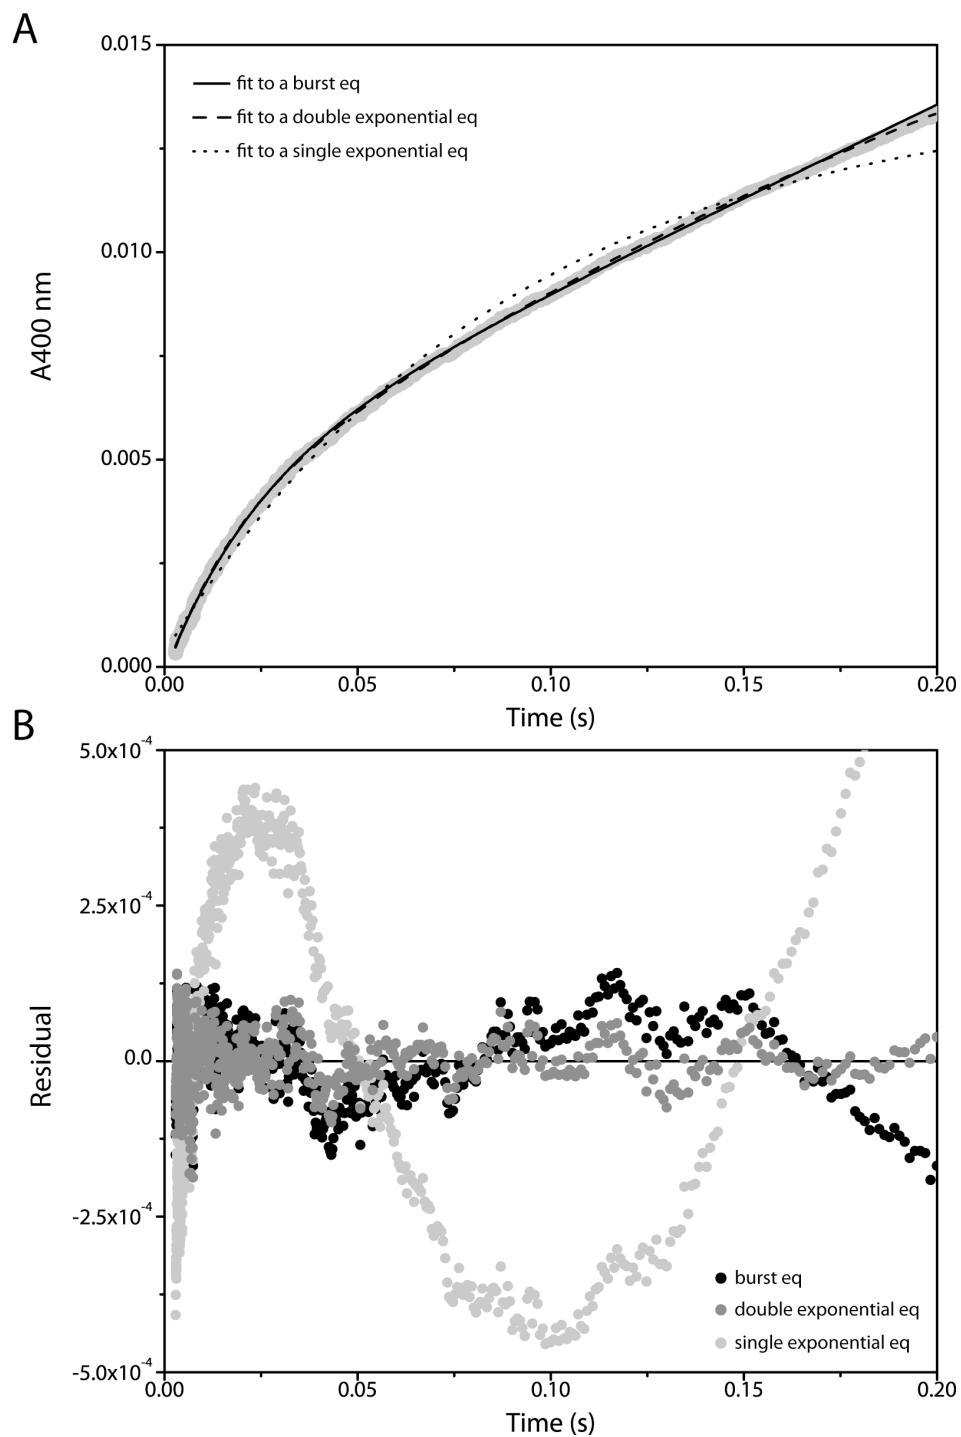 A
0.015
fit to a burst eq
fit to a double exponential eq
fit to a single exponential eq
0.010
A400 nm
0.005
0.000
0.00 0.05 0.10 0.15 0.20
Time (s)
B
5.0x10⁻⁴
2.5x10⁻⁴
Residual
0.0
-2.5x10⁻⁴
burst eq
double exponential eq
single exponential eq
-5.0x10⁻⁴
0.00 0.05 0.10 0.15 0.20
Time (s)